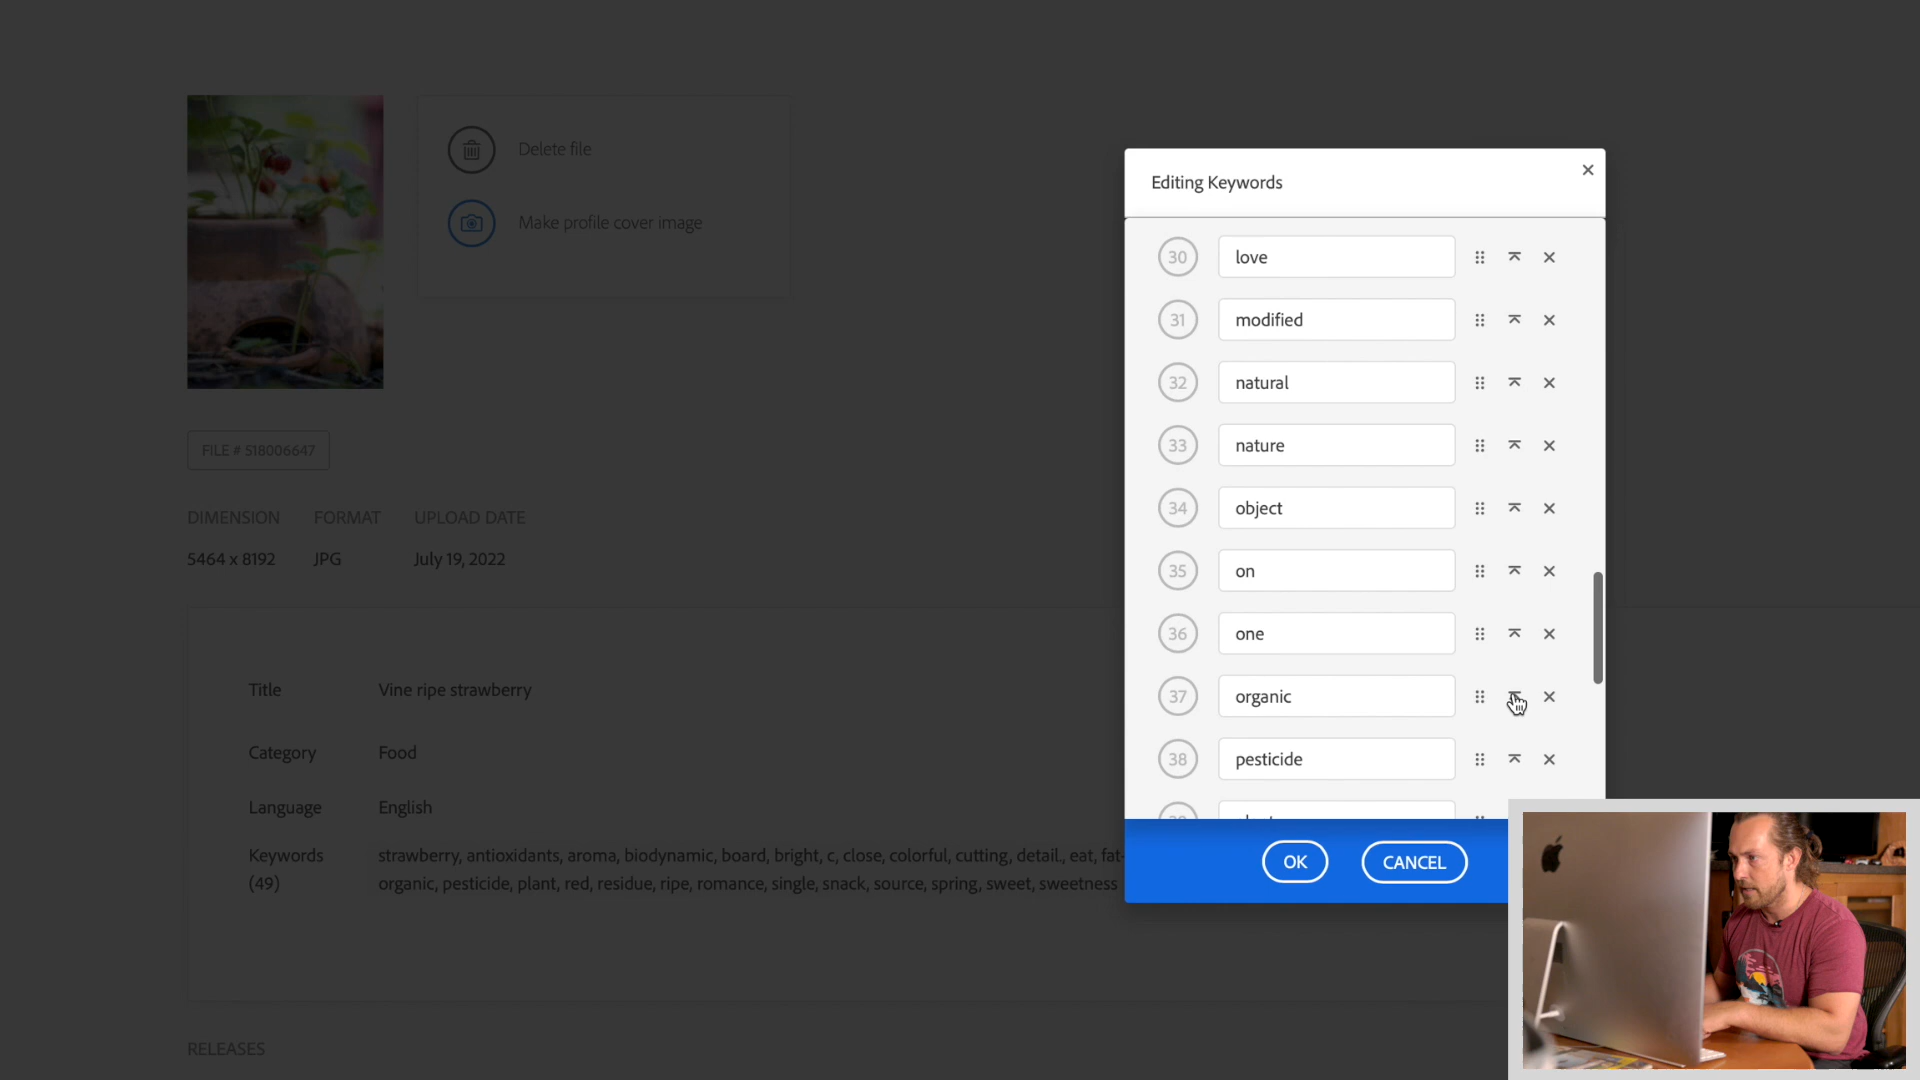 Delete file
Make profile cover image
FILE # 518006647
DIMENSION FORMAT UPLOAD DATE
5464 x 8192 JPG July 19, 2022
Title Vine ripe strawberry
Category Food
Language English
Keywords strawberry, antioxidants, aroma, biodynamic, board, bright, c, close, colorful, cutting, detail., eat, fat-
(49) organic, pesticide, plant, red, residue, ripe, romance, single, snack, source, spring, sweet, sweetness
RELEASES
Editing Keywords
30 love
31 modified
32 natural
33 nature
34 object
35 on
36 one
37 organic
38 pesticide
OK CANCEL